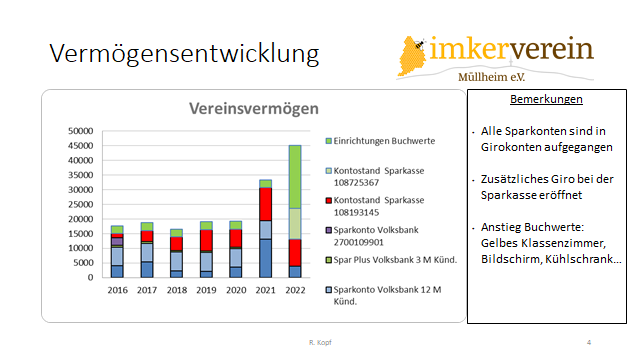 Vermögensentwicklung
imkerverein
Müllheim e.V.
Vereinsvermögen
50000
45000
40000
35000
30000
25000
20000
15000
10000
5000
0
2016 2017 2018 2019 2020 2021 2022
Einrichtungen Buchwerte
Kontostand Sparkasse
108725367
Kontostand Sparkasse
108193145
Sparkonto Volksbank
2700109901
Spar Plus Volksbank 3 M Künd.
Sparkonto Volksbank 12 M
Künd.
Bemerkungen
• Alle Sparkonten sind in
Girokonten aufgegangen
• Zusätzliches Giro bei der
Sparkasse eröffnet
• Anstieg Buchwerte:
Gelbes Klassenzimmer,
Bildschirm, Kühlschrank...
R. Kopf
4